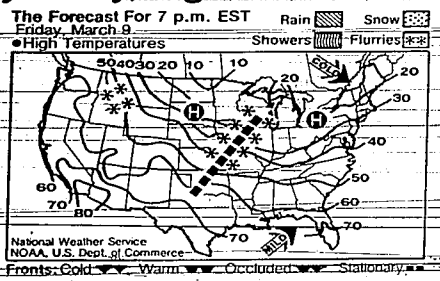 The Forecast For 7 p.m. EST
Friday, March 9
●High Temperatures
Rain
Snow
Showers
Flurries
50 40 30 20 10 10
20
COLD
20
30
H
H
40
50
60
60
70
80
70
70
MILD
National Weather Service
NOAA, U.S. Dept. of Commerce
Fronts: Cold Warm Occluded Stationary